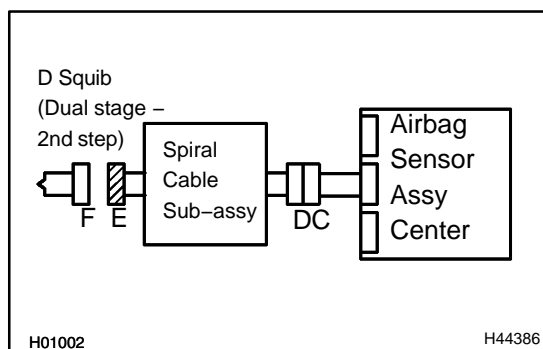 D Squib
(Dual stage –
2nd step)
Spiral
Cable
Sub–assy
Airbag
Sensor
Assy
Center
F
E
DC
H01002
H44386